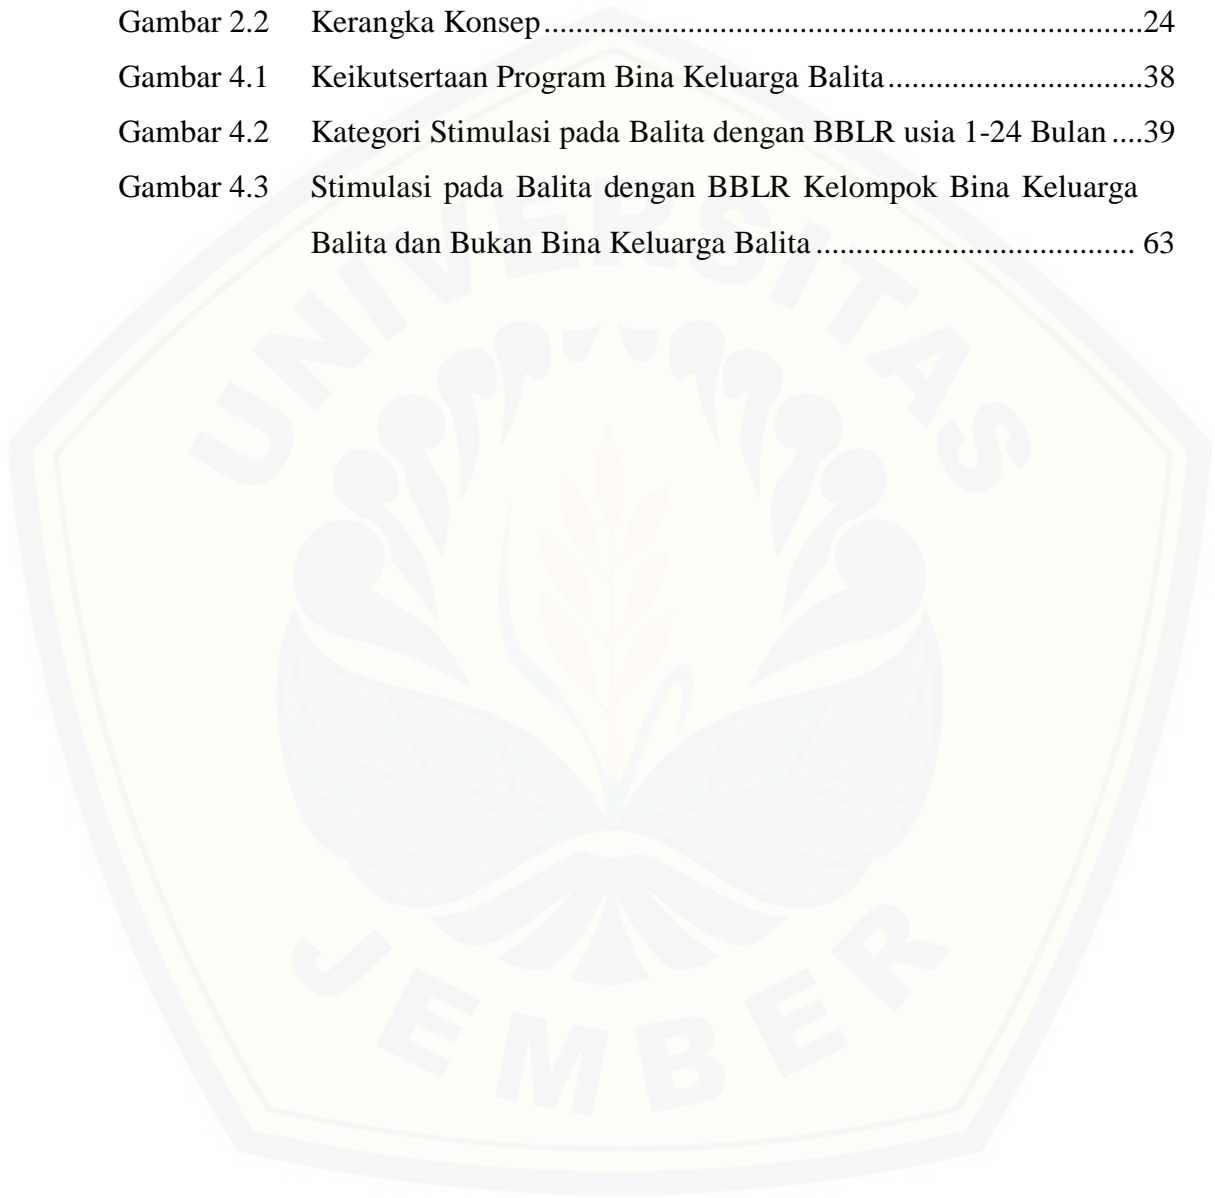 Gambar 2.2 Kerangka Konsep...........................................................................24
Gambar 4.1 Keikutsertaan Program Bina Keluarga Balita................................38
Gambar 4.2 Kategori Stimulasi pada Balita dengan BBLR usia 1-24 Bulan ....39
Gambar 4.3 Stimulasi pada Balita dengan BBLR Kelompok Bina Keluarga
Balita dan Bukan Bina Keluarga Balita........................................ 63
UNIVERSITAS
JEMBER